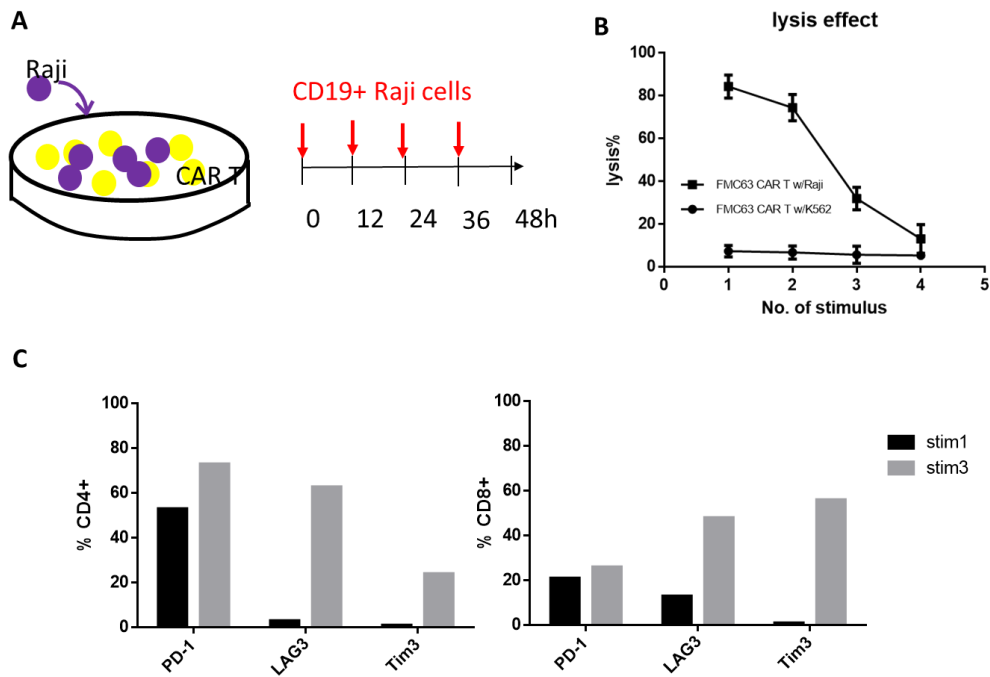 A
Raji
CAR T
CD19+ Raji cells
0 12 24 36 48h
B
lysis effect
lysis%
100
80
60
40
20
0
FMC63 CAR T w/Raji
FMC63 CAR T w/K562
0 1 2 3 4 5
No. of stimulus
C
% CD4+
100
80
60
40
20
0
PD-1 LAG3 Tim3
% CD8+
100
80
60
40
20
0
PD-1 LAG3 Tim3
stim1
stim3